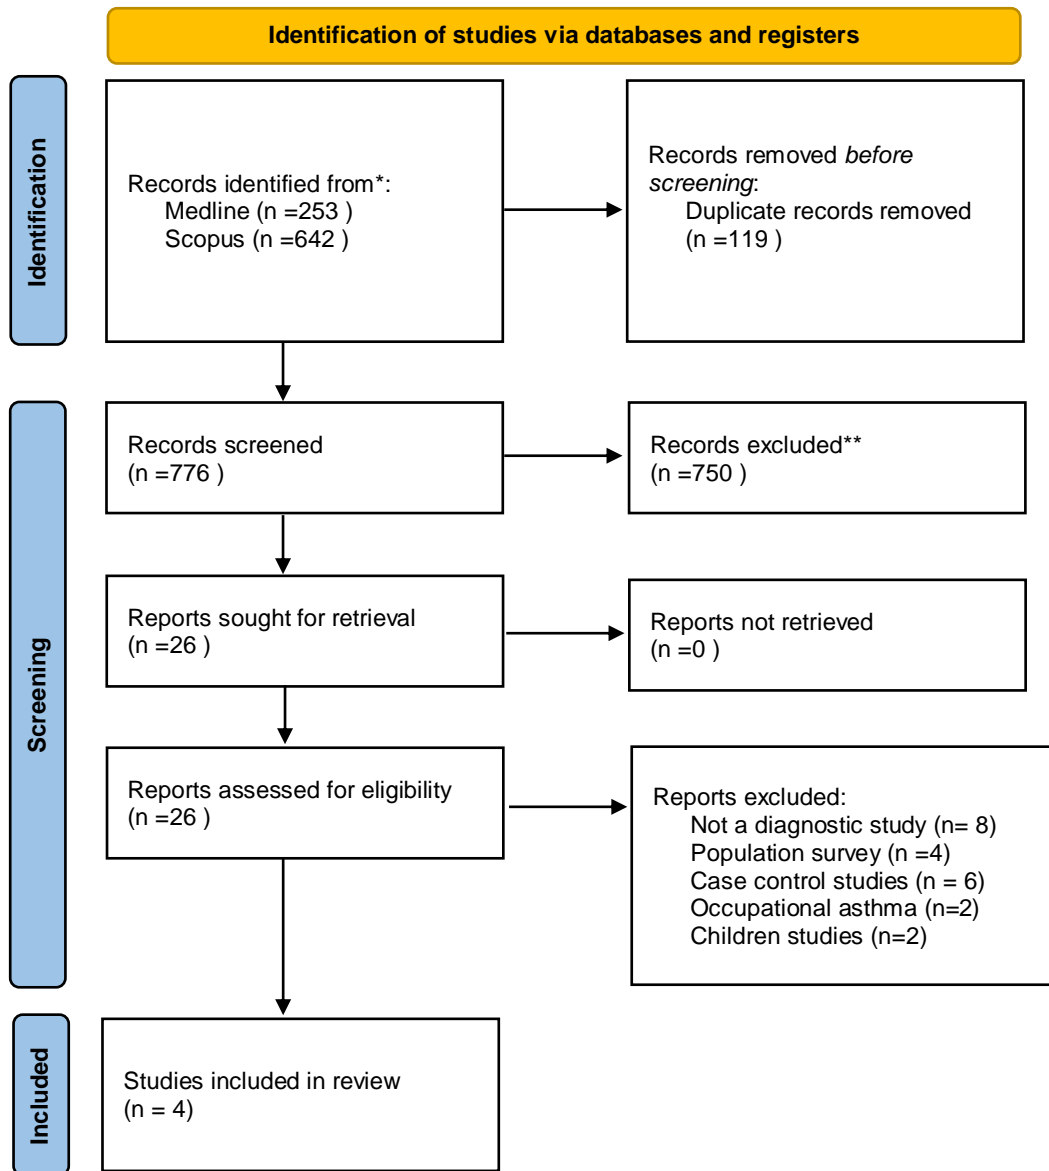 Identification of studies via databases and registers
Identification
Records identified from*:
Medline (n =253 )
Scopus (n =642 )
Records removed before
screening:
Duplicate records removed
(n =119 )
Screening
Records screened
(n =776 )
Records excluded**
(n =750 )
Reports sought for retrieval
(n =26 )
Reports not retrieved
(n =0 )
Reports assessed for eligibility
(n =26 )
Reports excluded:
Not a diagnostic study (n= 8)
Population survey (n =4)
Case control studies (n = 6)
Occupational asthma (n=2)
Children studies (n=2)
Included
Studies included in review
(n = 4)